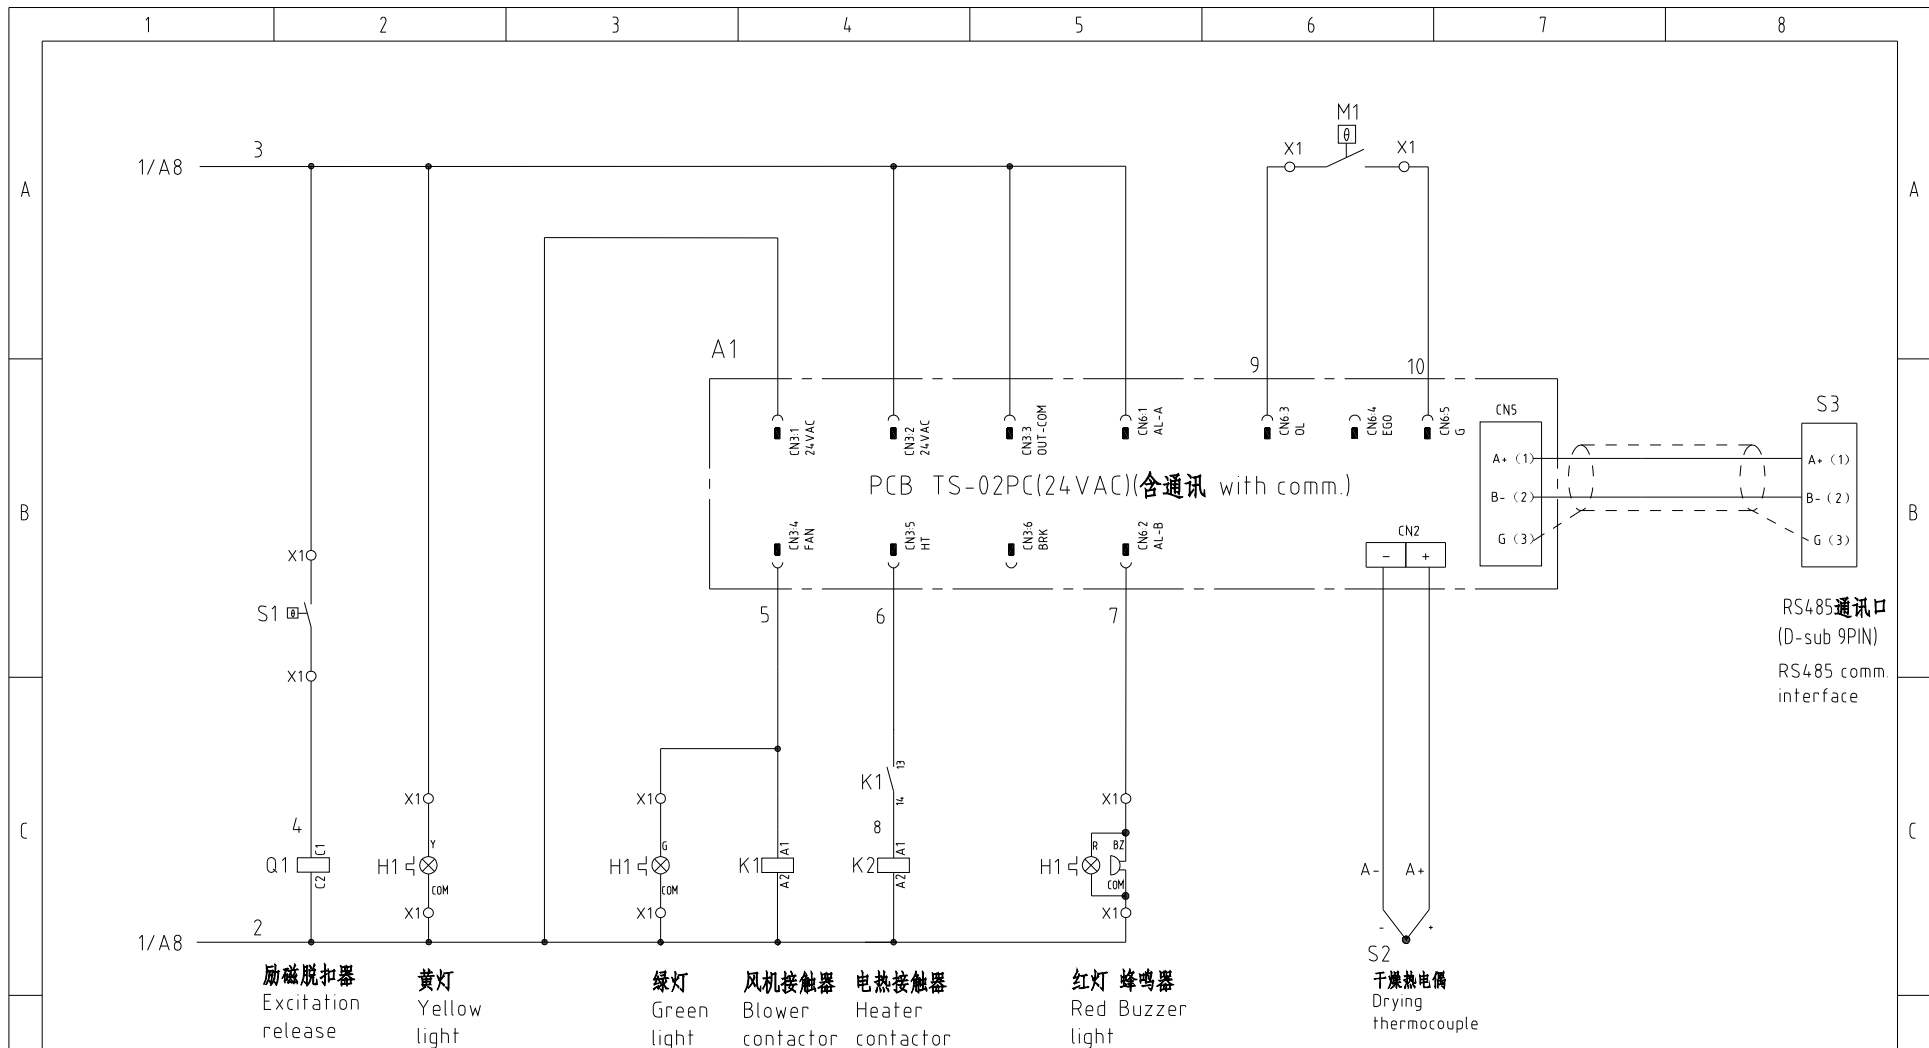 1 2 3 4 5 6 7 8
M1
θ
X1 X1
1/A8 3
A A
A1
9 10
CN3:1 24VAC
CN3:2 24VAC
CN3:3 OUT-COM
CN6:1 AL-A
CN6:3 OL
CN6:4 EGO
CN6:5 G
CN5
S3
A+ (1) A+ (1)
PCB TS-02PC(24VAC)(含通讯 with comm.)
B- (2) B- (2)
B B
CN3:4 FAN
CN3:5 HT
CN3:6 BRK
CN6:2 AL-B
CN2
- +
G (3) G (3)
X1
S1 θ
5 6 7
RS485通讯口
(D-sub 9PIN)
RS485 comm.
interface
X1
K1 13 14
X1 X1 X1
4 8
C C
Q1 C1 C2
H1 Y COM
H1 G COM
K1 A1 A2
K2 A1 A2
H1 R BZ COM
A- A+
X1 X1 X1
1/A8 2
- +
S2
励磁脱扣器
Excitation
release
黄灯
Yellow
light
绿灯
Green
light
风机接触器
Blower
contactor
电热接触器
Heater
contactor
红灯 蜂鸣器
Red Buzzer
light
干燥热电偶
Drying
thermocouple